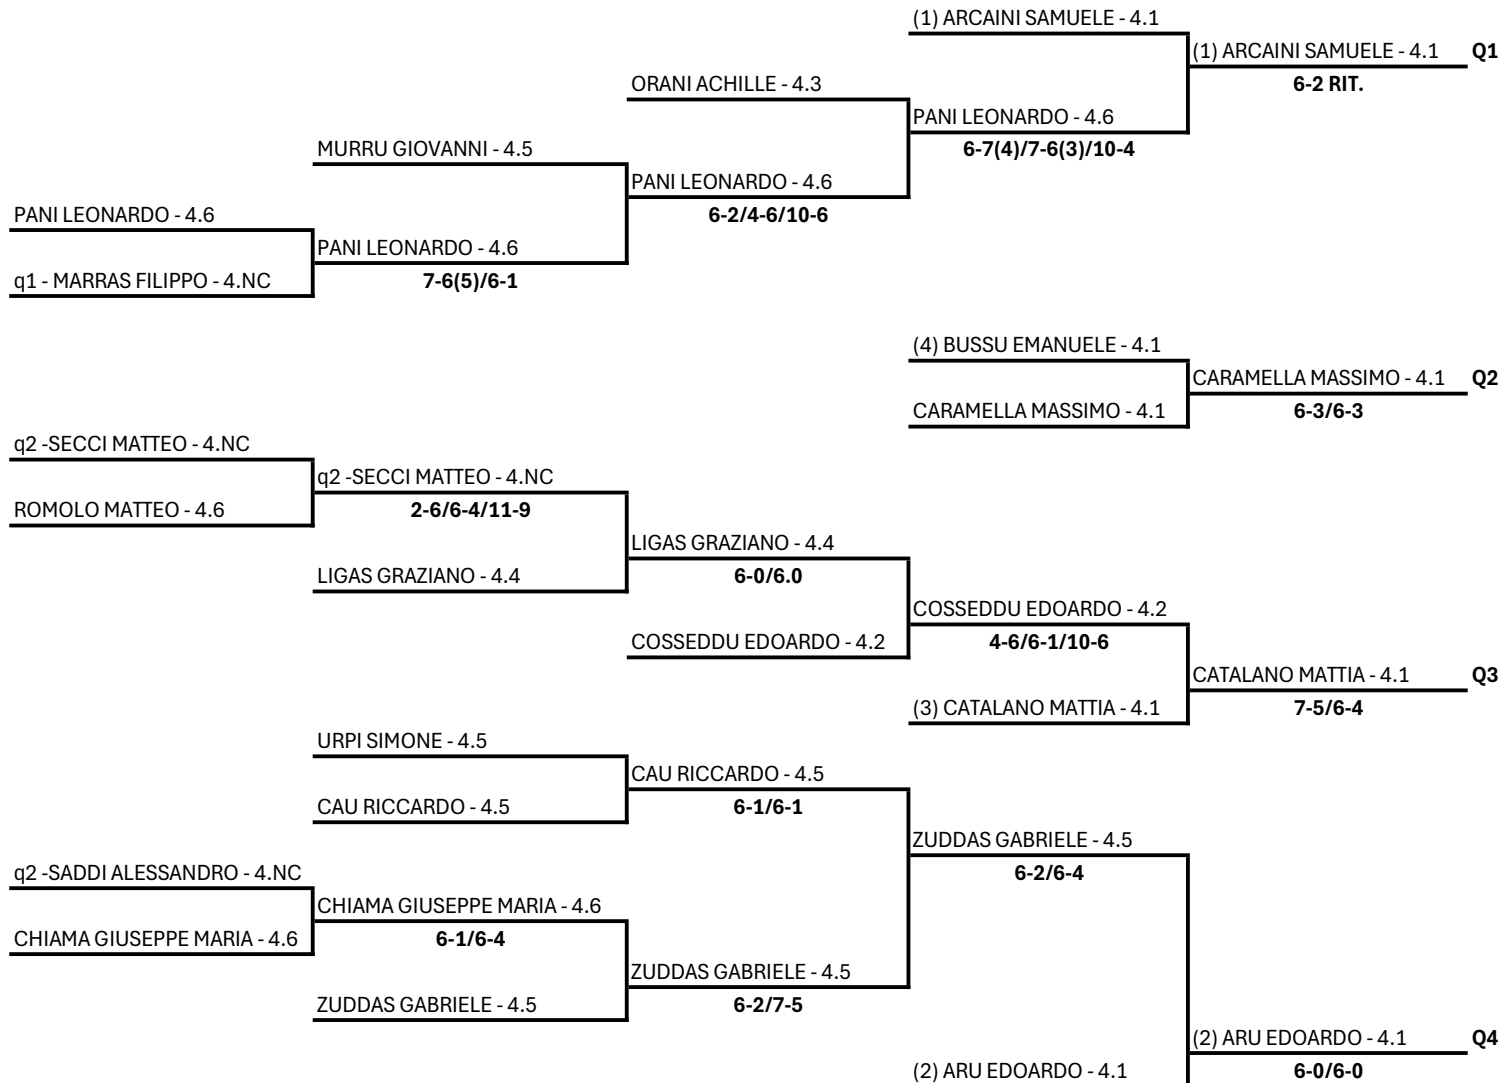 (1) ARCAINI SAMUELE - 4.1
(1) ARCAINI SAMUELE - 4.1 Q1
ORANI ACHILLE - 4.3 6-2 RIT.
PANI LEONARDO - 4.6
MURRU GIOVANNI - 4.5 6-7(4)/7-6(3)/10-4
PANI LEONARDO - 4.6
PANI LEONARDO - 4.6 6-2/4-6/10-6
PANI LEONARDO - 4.6
q1 - MARRAS FILIPPO - 4.NC 7-6(5)/6-1
(4) BUSSU EMANUELE - 4.1
CARAMELLA MASSIMO - 4.1 Q2
CARAMELLA MASSIMO - 4.1 6-3/6-3
q2 -SECCI MATTEO - 4.NC
q2 -SECCI MATTEO - 4.NC
ROMOLO MATTEO - 4.6 2-6/6-4/11-9
LIGAS GRAZIANO - 4.4
LIGAS GRAZIANO - 4.4 6-0/6.0
COSSEDDU EDOARDO - 4.2
COSSEDDU EDOARDO - 4.2 4-6/6-1/10-6
CATALANO MATTIA - 4.1 Q3
(3) CATALANO MATTIA - 4.1 7-5/6-4
URPI SIMONE - 4.5
CAU RICCARDO - 4.5
CAU RICCARDO - 4.5 6-1/6-1
ZUDDAS GABRIELE - 4.5
q2 -SADDI ALESSANDRO - 4.NC 6-2/6-4
CHIAMA GIUSEPPE MARIA - 4.6
CHIAMA GIUSEPPE MARIA - 4.6 6-1/6-4
ZUDDAS GABRIELE - 4.5
ZUDDAS GABRIELE - 4.5 6-2/7-5
(2) ARU EDOARDO - 4.1 Q4
(2) ARU EDOARDO - 4.1 6-0/6-0